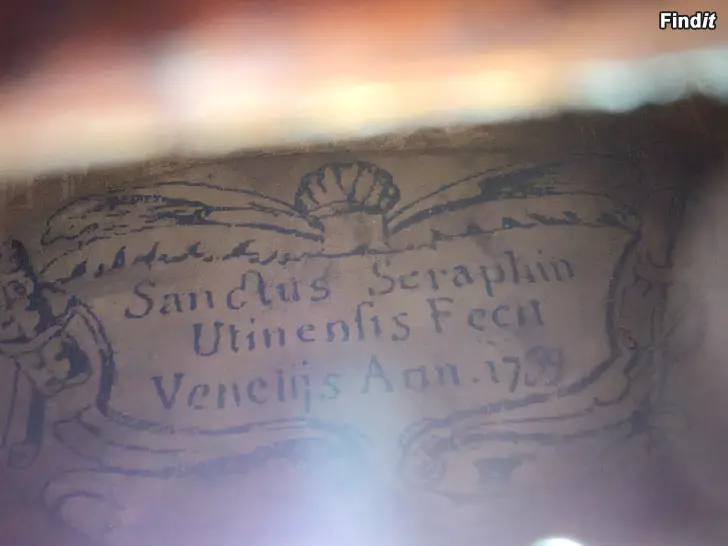 Findit
Sanctus Seraphin
Utinenſis Fecit
Venetijs Ann. 1739